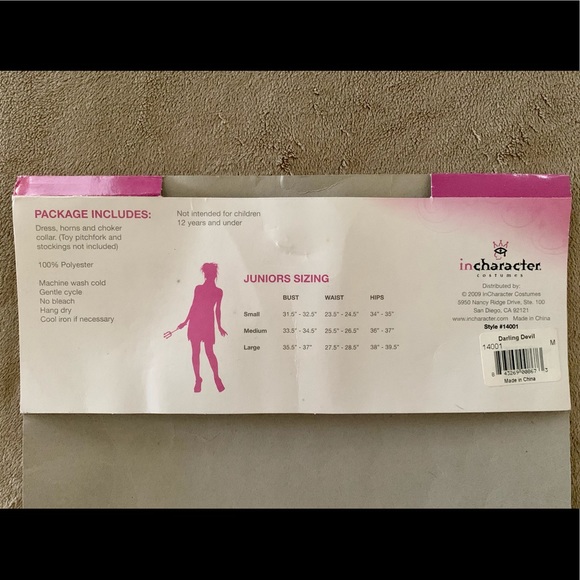 PACKAGE INCLUDES:
Dress, horns and choker
collar. (Toy pitchfork and
stockings not included)
100% Polyester
Machine wash cold
Gentle cycle
No bleach
Hang dry
Cool iron if necessary
Not intended for children
12 years and under
JUNIORS SIZING
BUST WAIST HIPS
Small 31.5" - 32.5" 23.5" - 24.5" 34" - 35"
Medium 33.5" - 34.5" 25.5" - 26.5" 36" - 37"
Large 35.5" - 37" 27.5" - 28.5" 38" - 39.5"
incharacter
costumes
Distributed by:
© 2009 InCharacter Costumes
5950 Nancy Ridge Drive, Ste. 100
San Diego, CA 92121
www.incharacter.com Made in China
Style #14001
Darling Devil
14001 M
Made in China